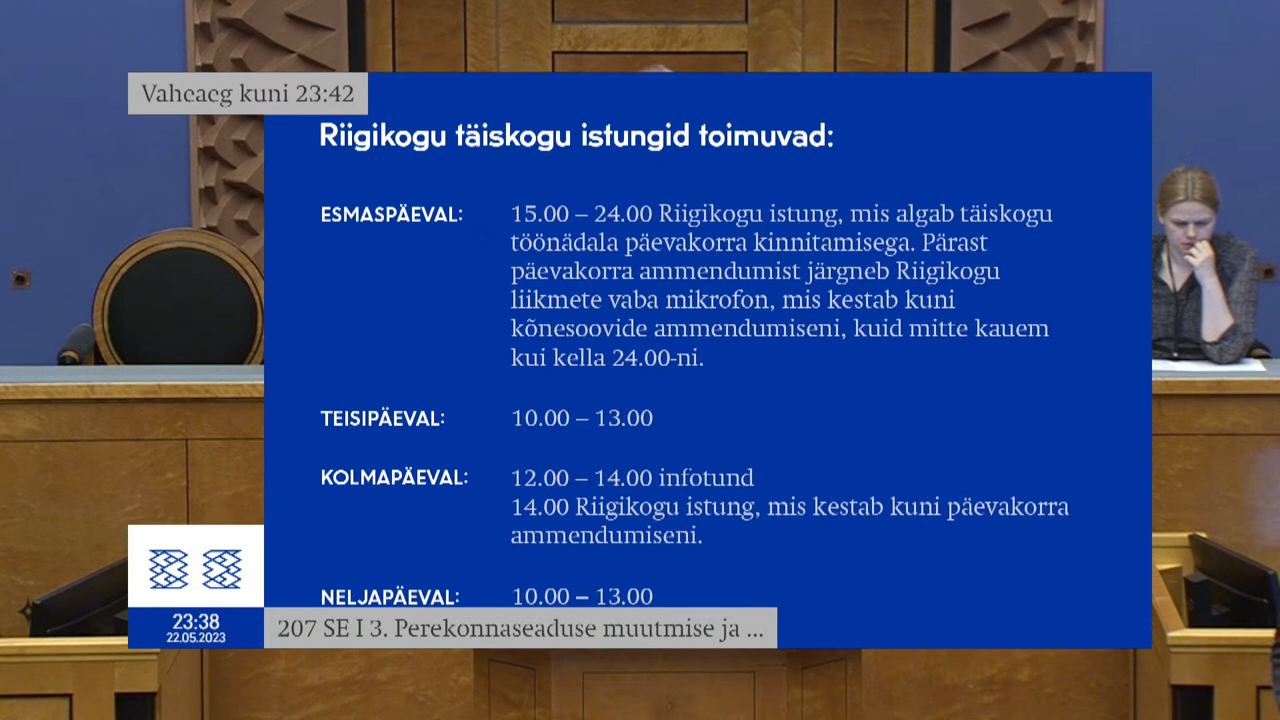 Vaheaeg kuni 23:42
Riigikogu täiskogu istungid toimuvad:
ESMASPÄEVAL: 15.00 – 24.00 Riigikogu istung, mis algab täiskogu
töönädala päevakorra kinnitamisega. Pärast
päevakorra ammendumist järgneb Riigikogu
liikmete vaba mikrofon, mis kestab kuni
kõnesoovide ammendumiseni, kuid mitte kauem
kui kella 24.00-ni.
TEISIPÄEVAL: 10.00 – 13.00
KOLMAPÄEVAL: 12.00 – 14.00 infotund
14.00 Riigikogu istung, mis kestab kuni päevakorra
ammendumiseni.
NELJAPÄEVAL: 10.00 – 13.00
23:38
22.05.2023
207 SE I 3. Perekonnaseaduse muutmise ja ...